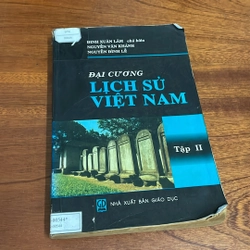 ĐINH XUÂN LÂM chủ biên
NGUYỄN VĂN KHÁNH
NGUYỄN ĐÌNH LỄ
ĐẠI CƯƠNG
LỊCH SỬ
VIỆT NAM
Tập II
NHÀ XUẤT BẢN GIÁO DỤC